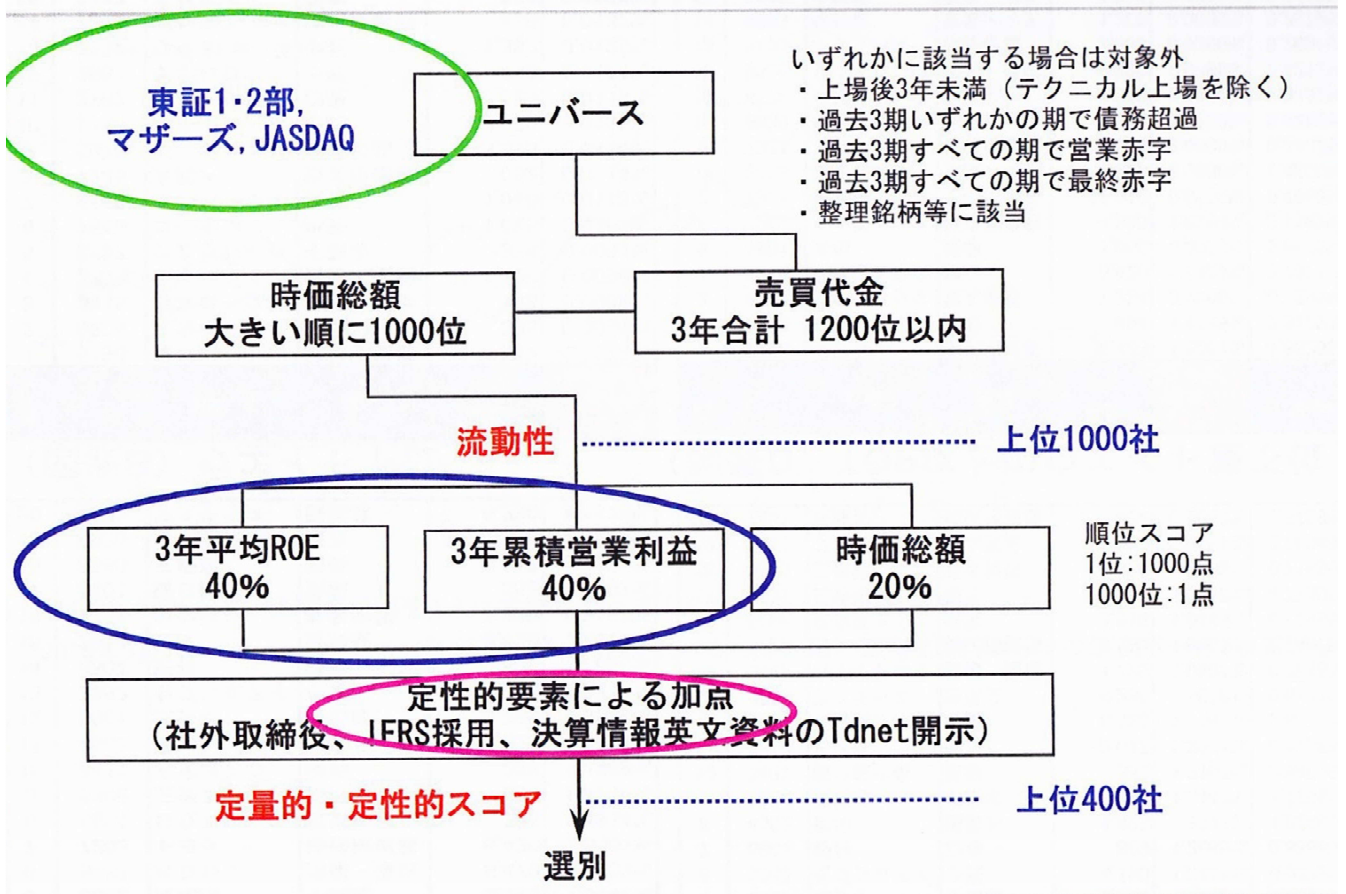 東証1・2部,
マザーズ, JASDAQ
ユニバース
いずれかに該当する場合は対象外
・上場後3年未満（テクニカル上場を除く）
・過去3期いずれかの期で債務超過
・過去3期すべての期で営業赤字
・過去3期すべての期で最終赤字
・整理銘柄等に該当
時価総額
大きい順に1000位
売買代金
3年合計 1200位以内
流動性
上位1000社
3年平均ROE
40%
3年累積営業利益
40%
時価総額
20%
順位スコア
1位:1000点
1000位:1点
定性的要素による加点
（社外取締役、IFRS採用、決算情報英文資料のTdnet開示）
定量的・定性的スコア
上位400社
選別